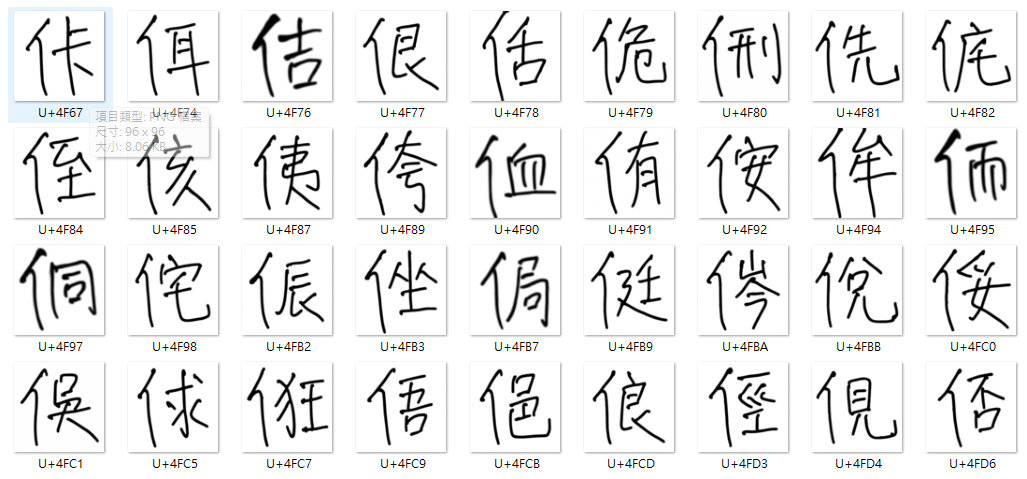 佧 佴 佶 佷 佸 佹 侀 侁 侂
U+4F67 U+4F74 U+4F76 U+4F77 U+4F78 U+4F79 U+4F80 U+4F81 U+4F82
項目類型: PNG 檔案
尺寸: 96 x 96
大小: 8.06 KB
侄 侅 侇 侉 侐 侑 侒 侔 侕
U+4F84 U+4F85 U+4F87 U+4F89 U+4F90 U+4F91 U+4F92 U+4F94 U+4F95
侗 侘 侲 侳 侷 侹 侺 侻 俀
U+4F97 U+4F98 U+4FB2 U+4FB3 U+4FB7 U+4FB9 U+4FBA U+4FBB U+4FC0
俁 俅 俇 俉 俋 俍 俓 俔 俖
U+4FC1 U+4FC5 U+4FC7 U+4FC9 U+4FCB U+4FCD U+4FD3 U+4FD4 U+4FD6